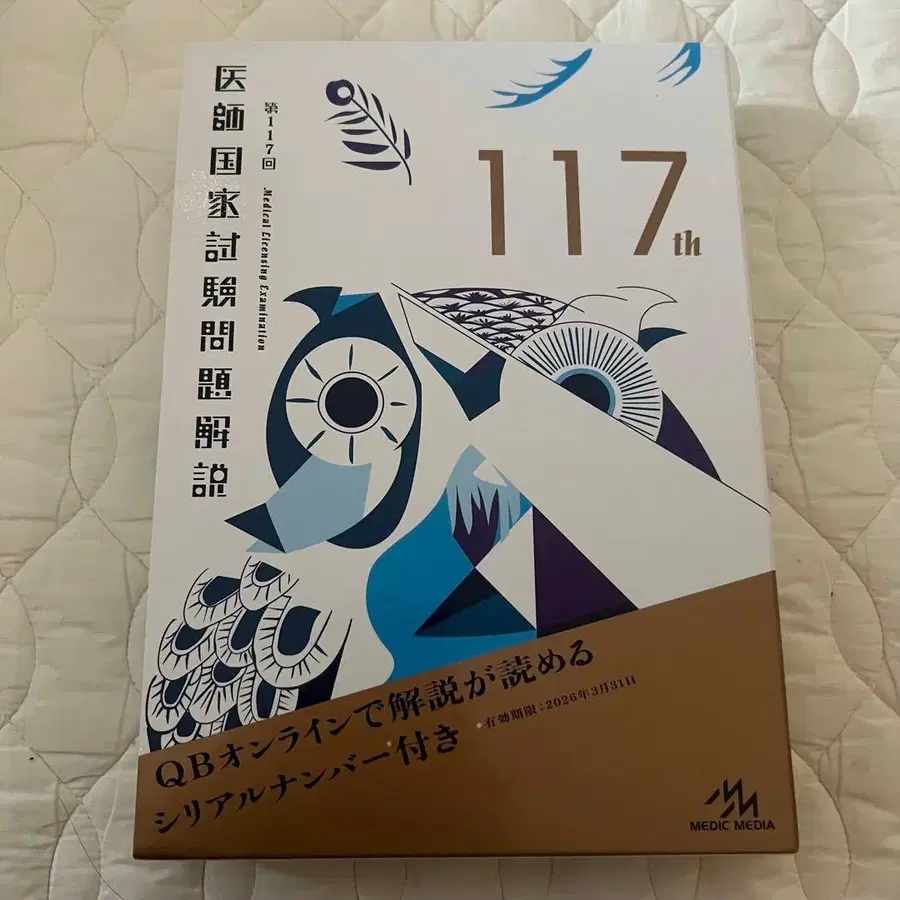 医師国家試験問題解説
第117回 Medical Licensing Examination
117th
QBオンラインで解説が読める
シリアルナンバー*付き *有効期限：2026年3月31日
MEDIC MEDIA